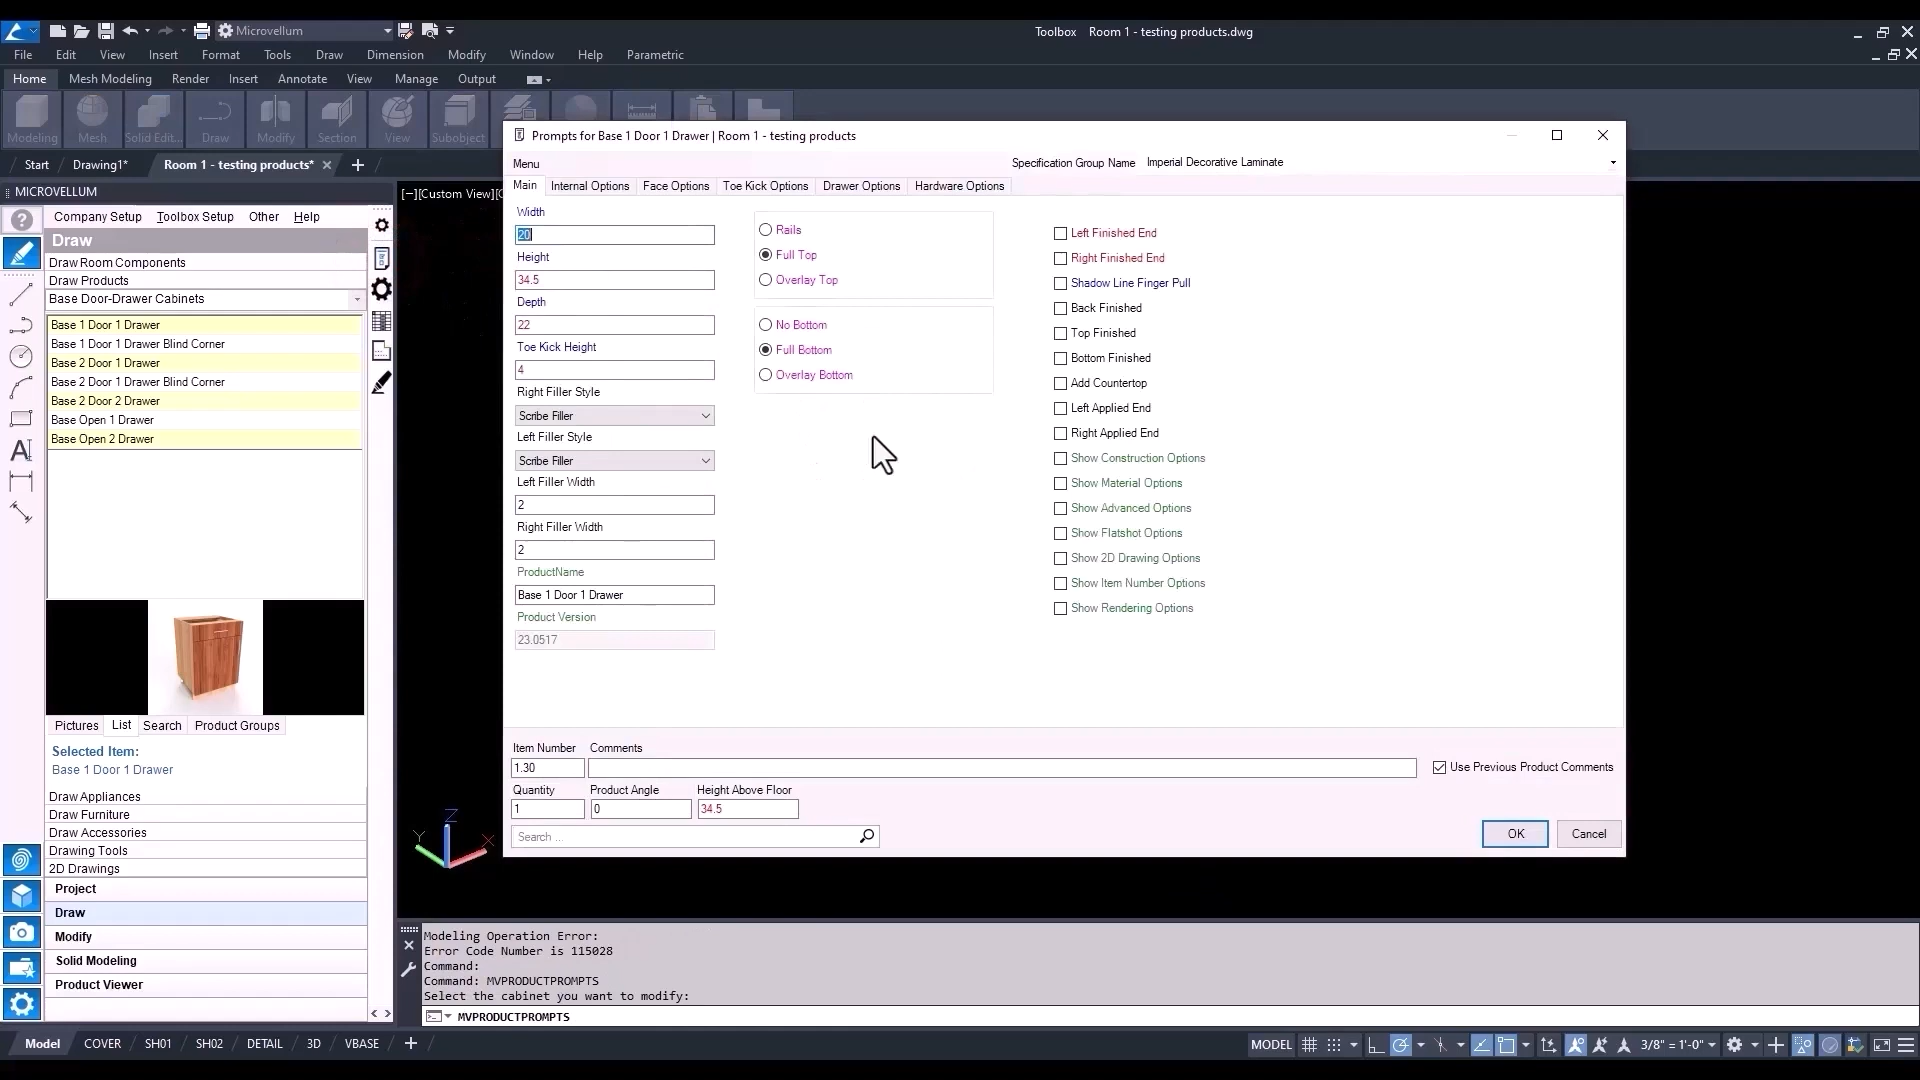 Microvellum
Toolbox Room 1 - testing products.dwg
File Edit View Insert Format Tools Draw Dimension Modify Window Help Parametric
Home Mesh Modeling Render Insert Annotate View Manage Output
Modeling Mesh Solid Edit... Draw Modify Section View Subobject
Start Drawing1* Room 1 - testing products*
MICROVELLUM
[−][Custom View][
Company Setup Toolbox Setup Other Help
Draw
Draw Room Components
Draw Products
Base Door-Drawer Cabinets
Base 1 Door 1 Drawer
Base 1 Door 1 Drawer Blind Corner
Base 2 Door 1 Drawer
Base 2 Door 1 Drawer Blind Corner
Base 2 Door 2 Drawer
Base Open 1 Drawer
Base Open 2 Drawer
Pictures List Search Product Groups
Selected Item:
Base 1 Door 1 Drawer
Draw Appliances
Draw Furniture
Draw Accessories
Drawing Tools
2D Drawings
Project
Draw
Modify
Solid Modeling
Product Viewer
Prompts for Base 1 Door 1 Drawer | Room 1 - testing products
Menu
Specification Group Name Imperial Decorative Laminate
Main Internal Options Face Options Toe Kick Options Drawer Options Hardware Options
Width
20
Height
34.5
Depth
22
Toe Kick Height
4
Right Filler Style
Scribe Filler
Left Filler Style
Scribe Filler
Left Filler Width
2
Right Filler Width
2
ProductName
Base 1 Door 1 Drawer
Product Version
23.0517
Rails
Full Top
Overlay Top
No Bottom
Full Bottom
Overlay Bottom
Left Finished End
Right Finished End
Shadow Line Finger Pull
Back Finished
Top Finished
Bottom Finished
Add Countertop
Left Applied End
Right Applied End
Show Construction Options
Show Material Options
Show Advanced Options
Show Flatshot Options
Show 2D Drawing Options
Show Item Number Options
Show Rendering Options
Item Number Comments
1.30
Use Previous Product Comments
Quantity Product Angle Height Above Floor
1 0 34.5
Search ...
OK Cancel
Z
Y X
Modeling Operation Error:
Error Code Number is 115028
Command:
Command: MVPRODUCTPROMPTS
Select the cabinet you want to modify:
MVPRODUCTPROMPTS
Model COVER SH01 SH02 DETAIL 3D VBASE
MODEL 3/8" = 1'-0"